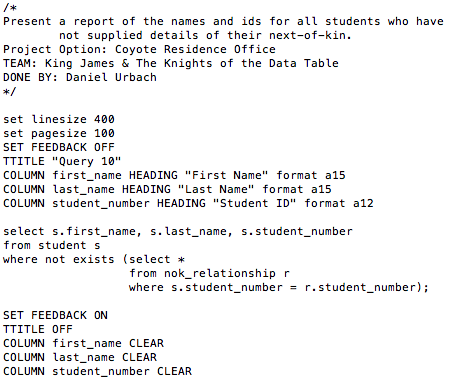 /*
Present a report of the names and ids for all students who have
not supplied details of their next-of-kin.
Project Option: Coyote Residence Office
TEAM: King James & The Knights of the Data Table
DONE BY: Daniel Urbach
*/
set linesize 400
set pagesize 100
SET FEEDBACK OFF
TTITLE "Query 10"
COLUMN first_name HEADING "First Name" format a15
COLUMN last_name HEADING "Last Name" format a15
COLUMN student_number HEADING "Student ID" format a12
select s.first_name, s.last_name, s.student_number
from student s
where not exists (select *
from nok_relationship r
where s.student_number = r.student_number);
SET FEEDBACK ON
TTITLE OFF
COLUMN first_name CLEAR
COLUMN last_name CLEAR
COLUMN student_number CLEAR